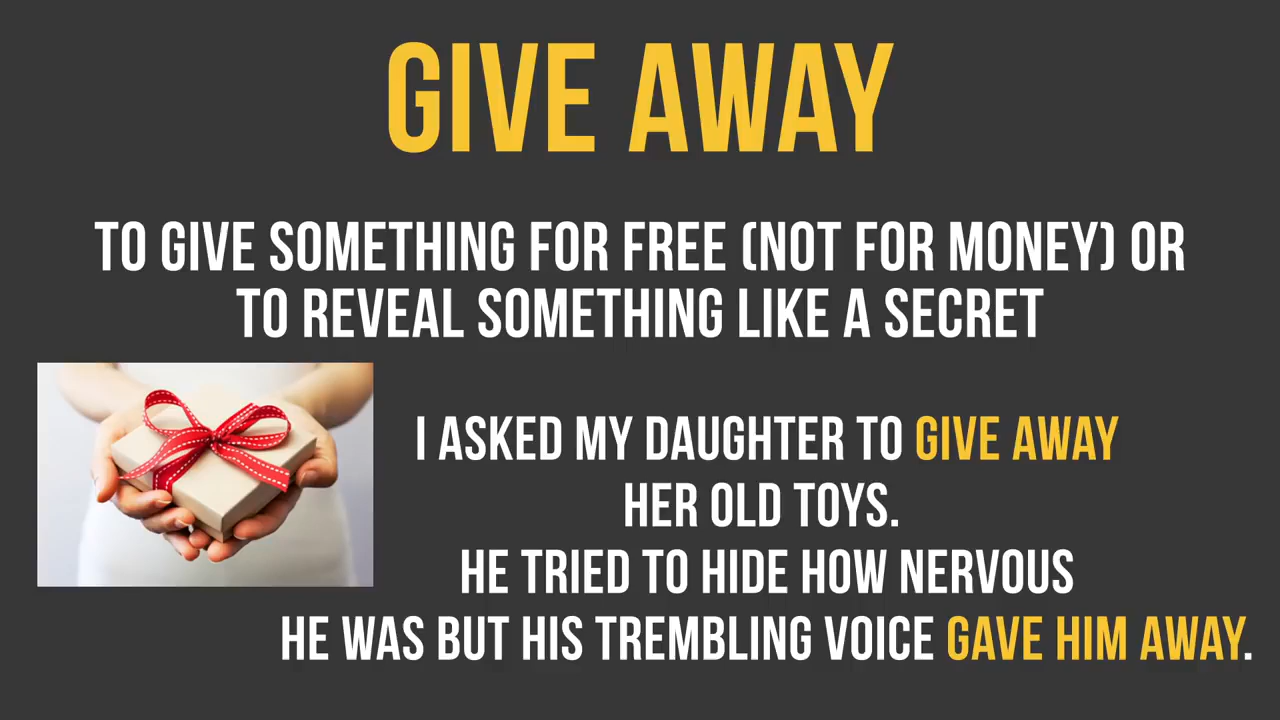 GIVE AWAY
TO GIVE SOMETHING FOR FREE (NOT FOR MONEY) OR
TO REVEAL SOMETHING LIKE A SECRET
I ASKED MY DAUGHTER TO GIVE AWAY
HER OLD TOYS.
HE TRIED TO HIDE HOW NERVOUS
HE WAS BUT HIS TREMBLING VOICE GAVE HIM AWAY.